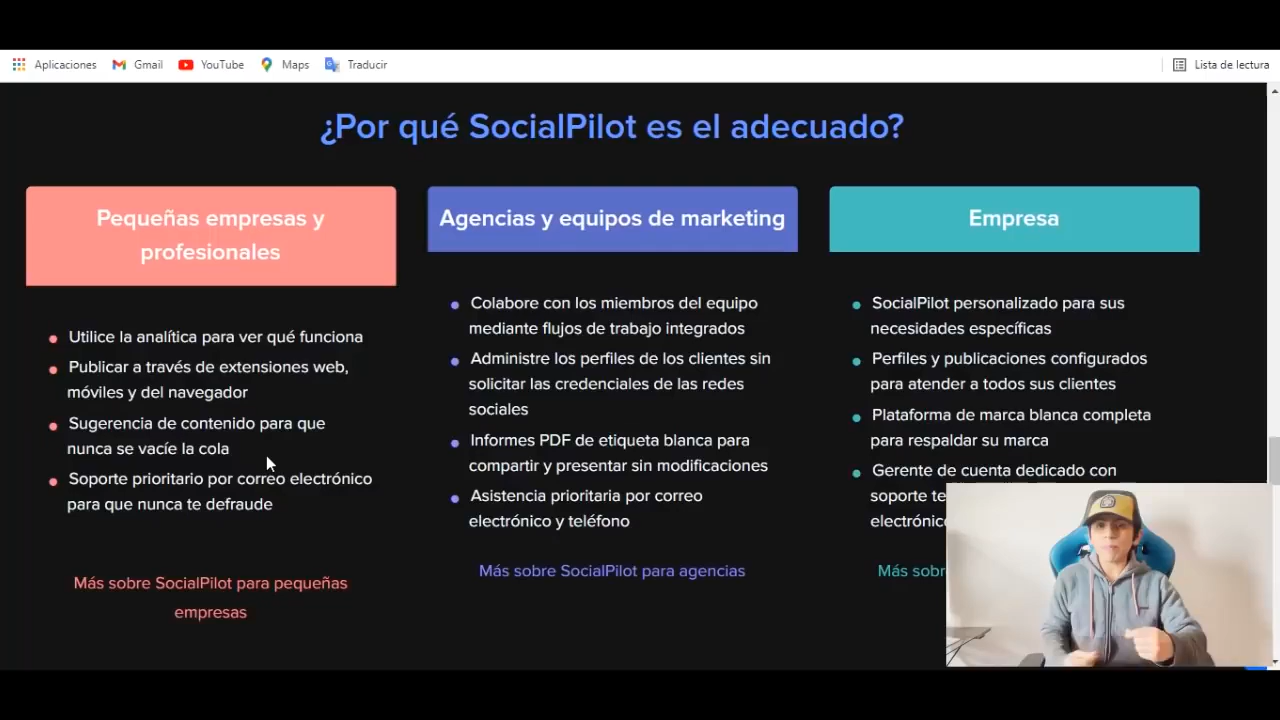 Aplicaciones
Gmail
YouTube
Maps
Traducir
Lista de lectura
¿Por qué SocialPilot es el adecuado?
Pequeñas empresas y
profesionales
Utilice la analítica para ver qué funciona
Publicar a través de extensiones web,
móviles y del navegador
Sugerencia de contenido para que
nunca se vacíe la cola
Soporte prioritario por correo electrónico
para que nunca te defraude
Más sobre SocialPilot para pequeñas
empresas
Agencias y equipos de marketing
Colabore con los miembros del equipo
mediante flujos de trabajo integrados
Administre los perfiles de los clientes sin
solicitar las credenciales de las redes
sociales
Informes PDF de etiqueta blanca para
compartir y presentar sin modificaciones
Asistencia prioritaria por correo
electrónico y teléfono
Más sobre SocialPilot para agencias
Empresa
SocialPilot personalizado para sus
necesidades específicas
Perfiles y publicaciones configurados
para atender a todos sus clientes
Plataforma de marca blanca completa
para respaldar su marca
Gerente de cuenta dedicado con
soporte
Más